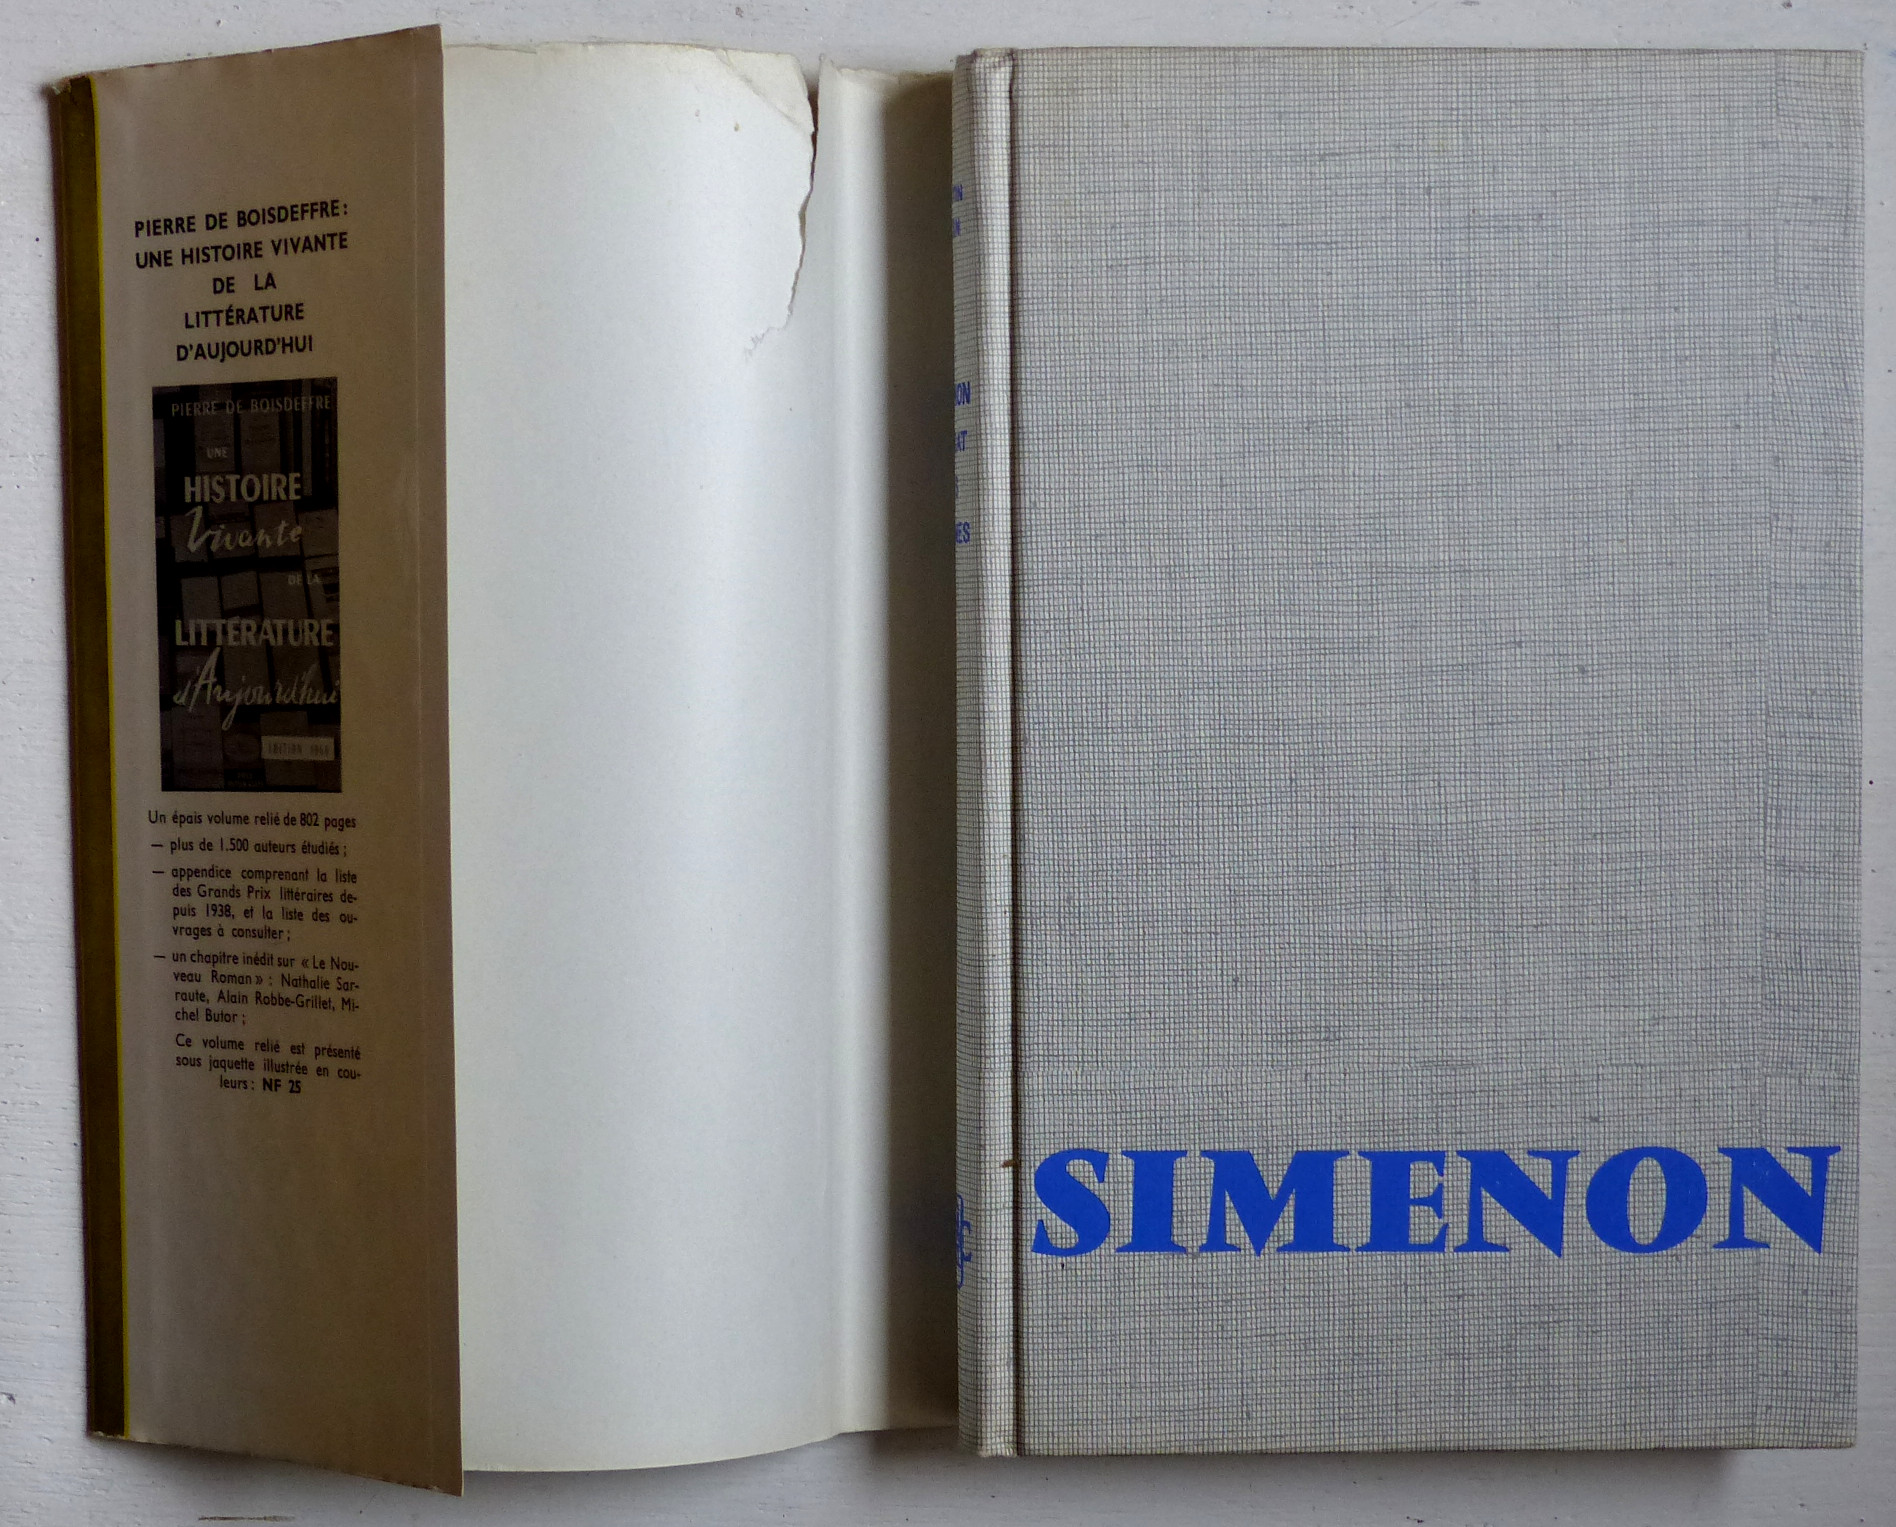 PIERRE DE BOISDEFFRE:
UNE HISTOIRE VIVANTE
DE LA
LITTÉRATURE
D'AUJOURD'HUI
PIERRE DE BOISDEFFRE
UNE
HISTOIRE
Vivante
DE LA
LITTÉRATURE
d'Aujourd'hui
EDITION
Un épais volume relié de 802 pages
— plus de 1.500 auteurs étudiés ;
— appendice comprenant la liste
des Grands Prix littéraires de-
puis 1938, et la liste des ou-
vrages à consulter ;
— un chapitre inédit sur « Le Nou-
veau Roman » : Nathalie Sar-
raute, Alain Robbe-Grillet, Mi-
chel Butor ;
Ce volume relié est présenté
sous jaquette illustrée en cou-
leurs : NF 25
SIMENON